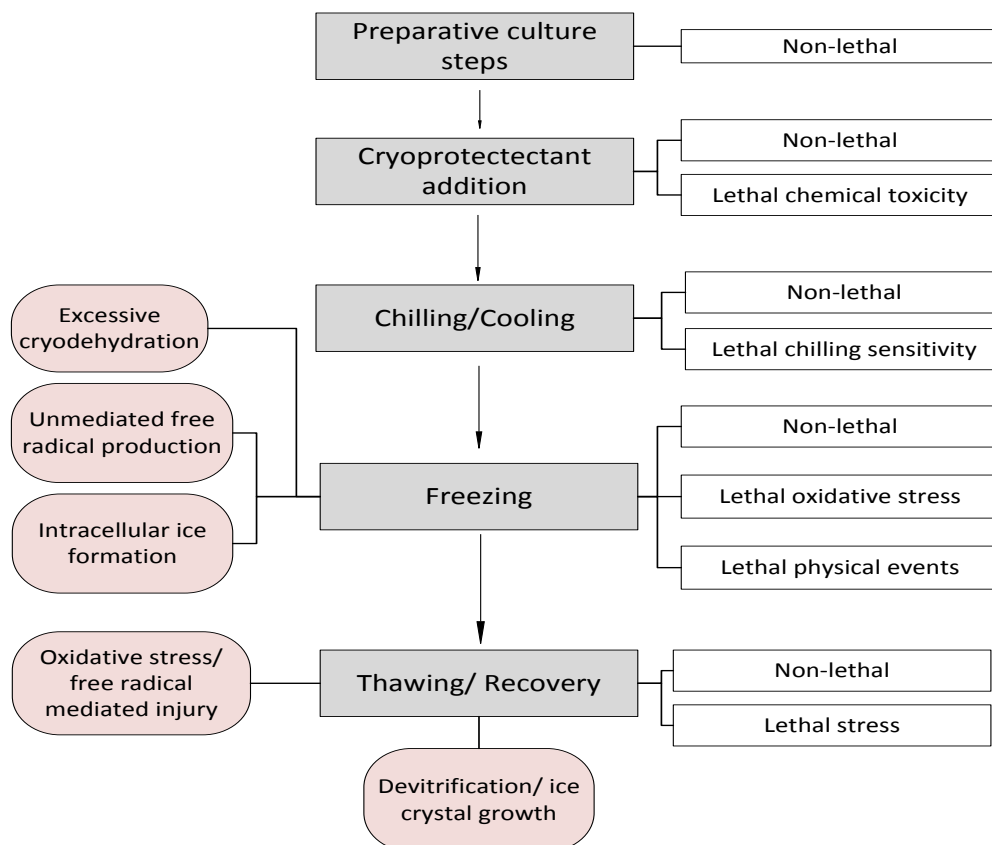 Preparative culture
steps
Non-lethal
Cryoprotectectant
addition
Non-lethal
Lethal chemical toxicity
Chilling/Cooling
Non-lethal
Lethal chilling sensitivity
Excessive
cryodehydration
Unmediated free
radical production
Intracellular ice
formation
Freezing
Non-lethal
Lethal oxidative stress
Lethal physical events
Oxidative stress/
free radical
mediated injury
Thawing/ Recovery
Non-lethal
Lethal stress
Devitrification/ ice
crystal growth